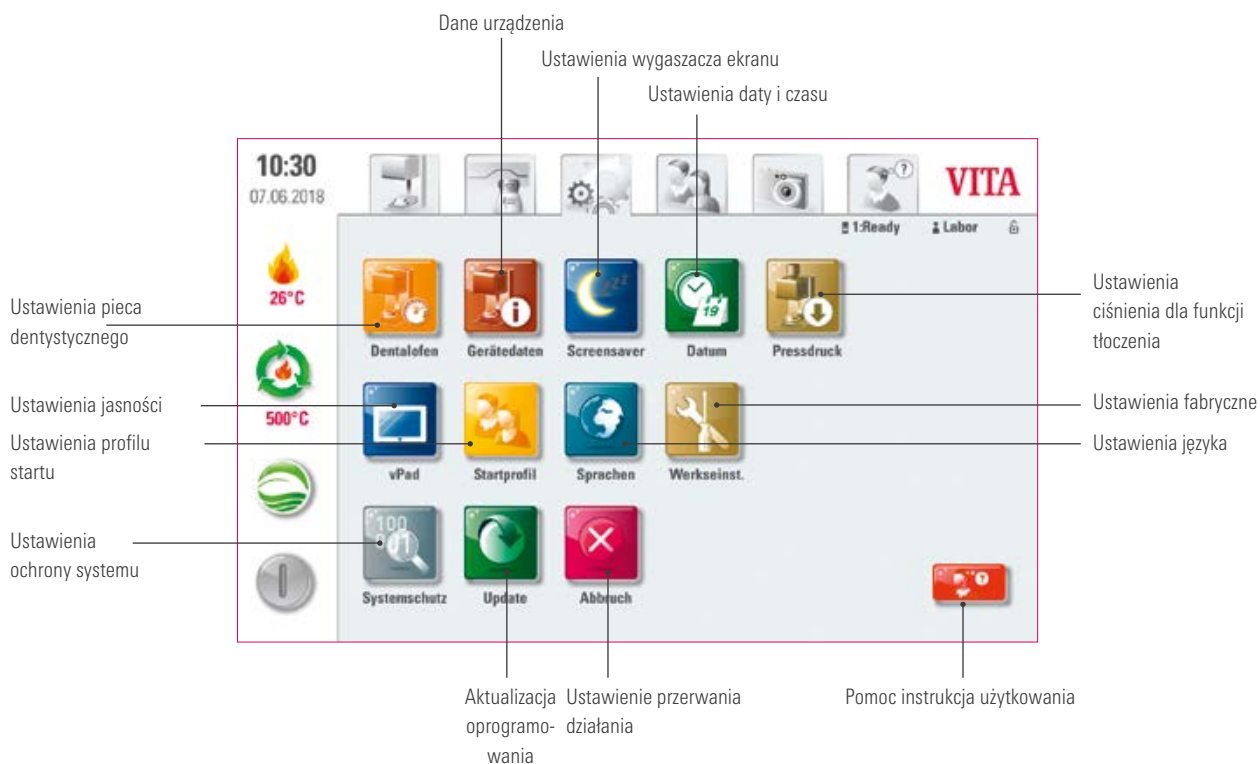 Dane urządzenia
Ustawienia wygaszacza ekranu
Ustawienia daty i czasu
10:30
07.06.2018
VITA
1:Ready
Labor
26°C
500°C
Ustawienia pieca
dentystycznego
Ustawienia
ciśnienia dla funkcji
tłoczenia
zzz
19
Dentalofen
Gerätedaten
Screensaver
Datum
Pressdruck
Ustawienia jasności
Ustawienia profilu
startu
Ustawienia fabryczne
Ustawienia języka
vPad
Startprofil
Sprachen
Werkseinst.
Ustawienia
ochrony systemu
100
Systemschutz
Update
Abbruch
Aktualizacja
oprogramo-
wania
Ustawienie przerwania
działania
Pomoc instrukcja użytkowania